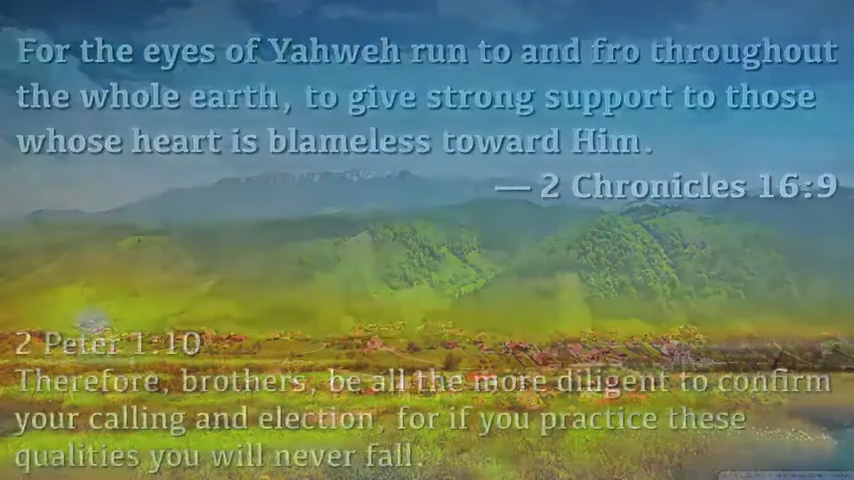 For the eyes of Yahweh run to and fro throughout
the whole earth, to give strong support to those
whose heart is blameless toward Him.
— 2 Chronicles 16:9
2 Peter 1:10
Therefore, brothers, be all the more diligent to confirm
your calling and election, for if you practice these
qualities you will never fall.